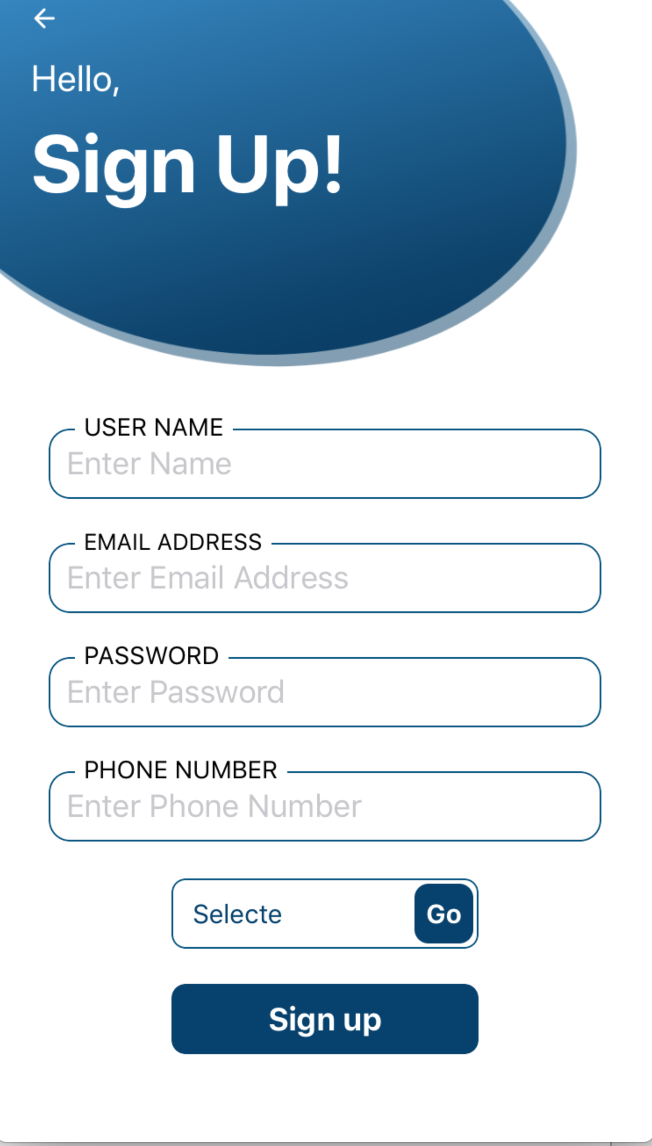 Hello,
Sign Up!
USER NAME
Enter Name
EMAIL ADDRESS
Enter Email Address
PASSWORD
Enter Password
PHONE NUMBER
Enter Phone Number
Selecte Go
Sign up